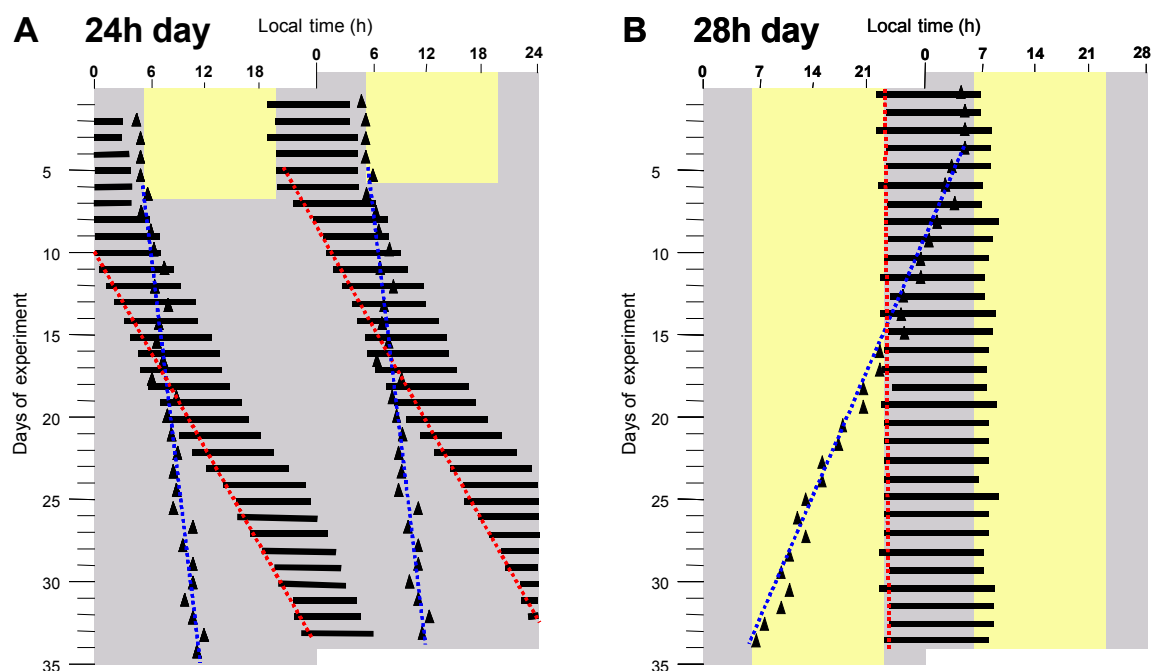 A 24h day
Local time (h)
0 6 12 18 0 6 12 18 24
5
10
15
20
25
30
35
Days of experiment
B 28h day
Local time (h)
0 7 14 21 0 7 14 21 28
5
10
15
20
25
30
35
Days of experiment